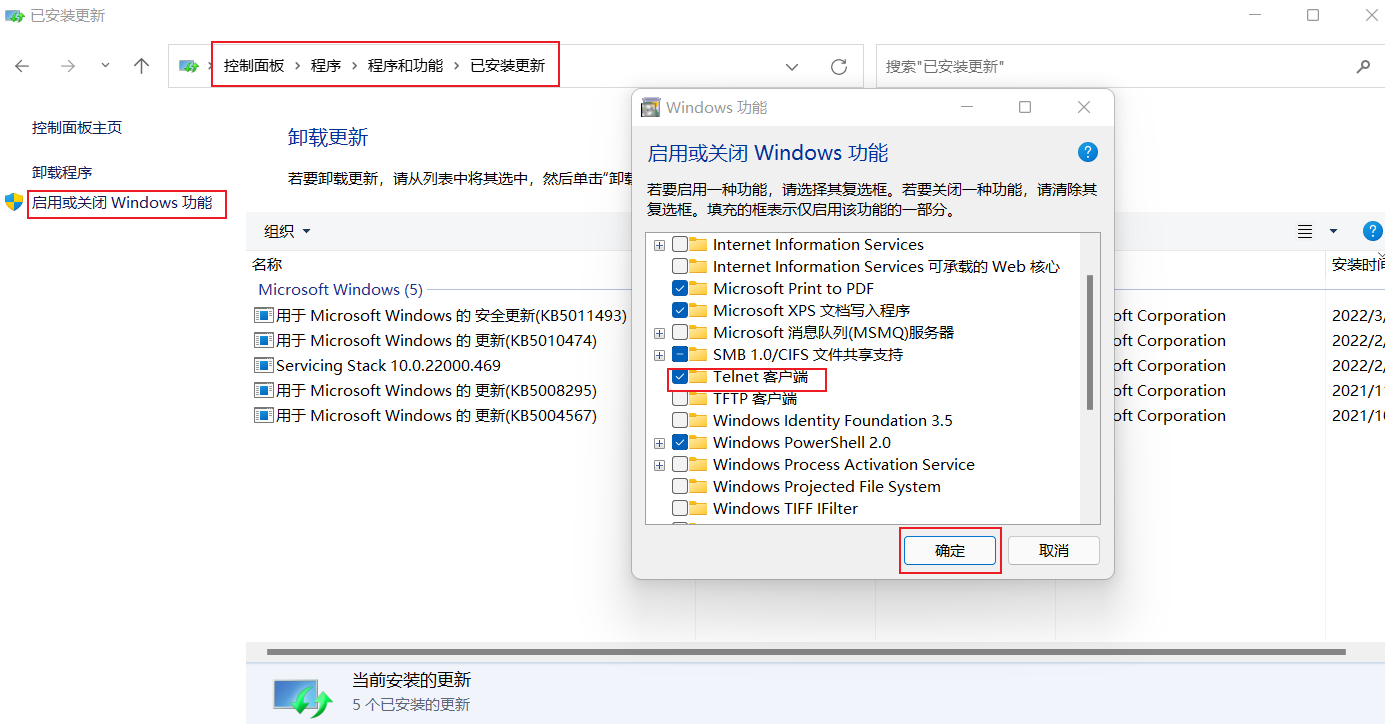 已安装更新
控制面板 > 程序 > 程序和功能 > 已安装更新
搜索"已安装更新"
控制面板主页
卸载程序
启用或关闭 Windows 功能
卸载更新
若要卸载更新，请从列表中将其选中，然后单击“卸载
组织
名称
安装时间
Microsoft Windows (5)
用于 Microsoft Windows 的 安全更新(KB5011493)
oft Corporation
2022/3/
用于 Microsoft Windows 的 更新(KB5010474)
oft Corporation
2022/2/
Servicing Stack 10.0.22000.469
oft Corporation
2022/2/
用于 Microsoft Windows 的 更新(KB5008295)
oft Corporation
2021/11
用于 Microsoft Windows 的 更新(KB5004567)
oft Corporation
2021/10
Windows 功能
启用或关闭 Windows 功能
若要启用一种功能，请选择其复选框。若要关闭一种功能，请清除其
复选框。填充的框表示仅启用该功能的一部分。
Internet Information Services
Internet Information Services 可承载的 Web 核心
Microsoft Print to PDF
Microsoft XPS 文档写入程序
Microsoft 消息队列(MSMQ)服务器
SMB 1.0/CIFS 文件共享支持
Telnet 客户端
TFTP 客户端
Windows Identity Foundation 3.5
Windows PowerShell 2.0
Windows Process Activation Service
Windows Projected File System
Windows TIFF IFilter
确定
取消
当前安装的更新
5 个已安装的更新